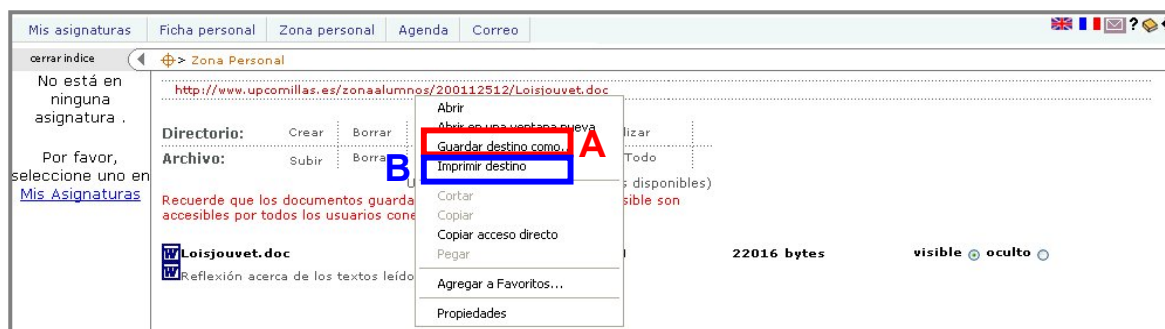 Mis asignaturas Ficha personal Zona personal Agenda Correo ?
cerrar indice > Zona Personal
No está en
ninguna
asignatura .
Por favor,
seleccione uno en
Mis Asignaturas
http://www.upcomillas.es/zonaalumnos/200112512/Loisjouvet.doc
Directorio: Crear Borrar lizar
Archivo: Subir Borra Todo
U s disponibles)
Recuerde que los documentos guarda sible son
accesibles por todos los usuarios cone
Loisjouvet.doc 22016 bytes visible oculto
Reflexión acerca de los textos leído
Abrir
Abrir en una ventana nueva
Guardar destino como.. A
B Imprimir destino
Cortar
Copiar
Copiar acceso directo
Pegar
Agregar a Favoritos...
Propiedades